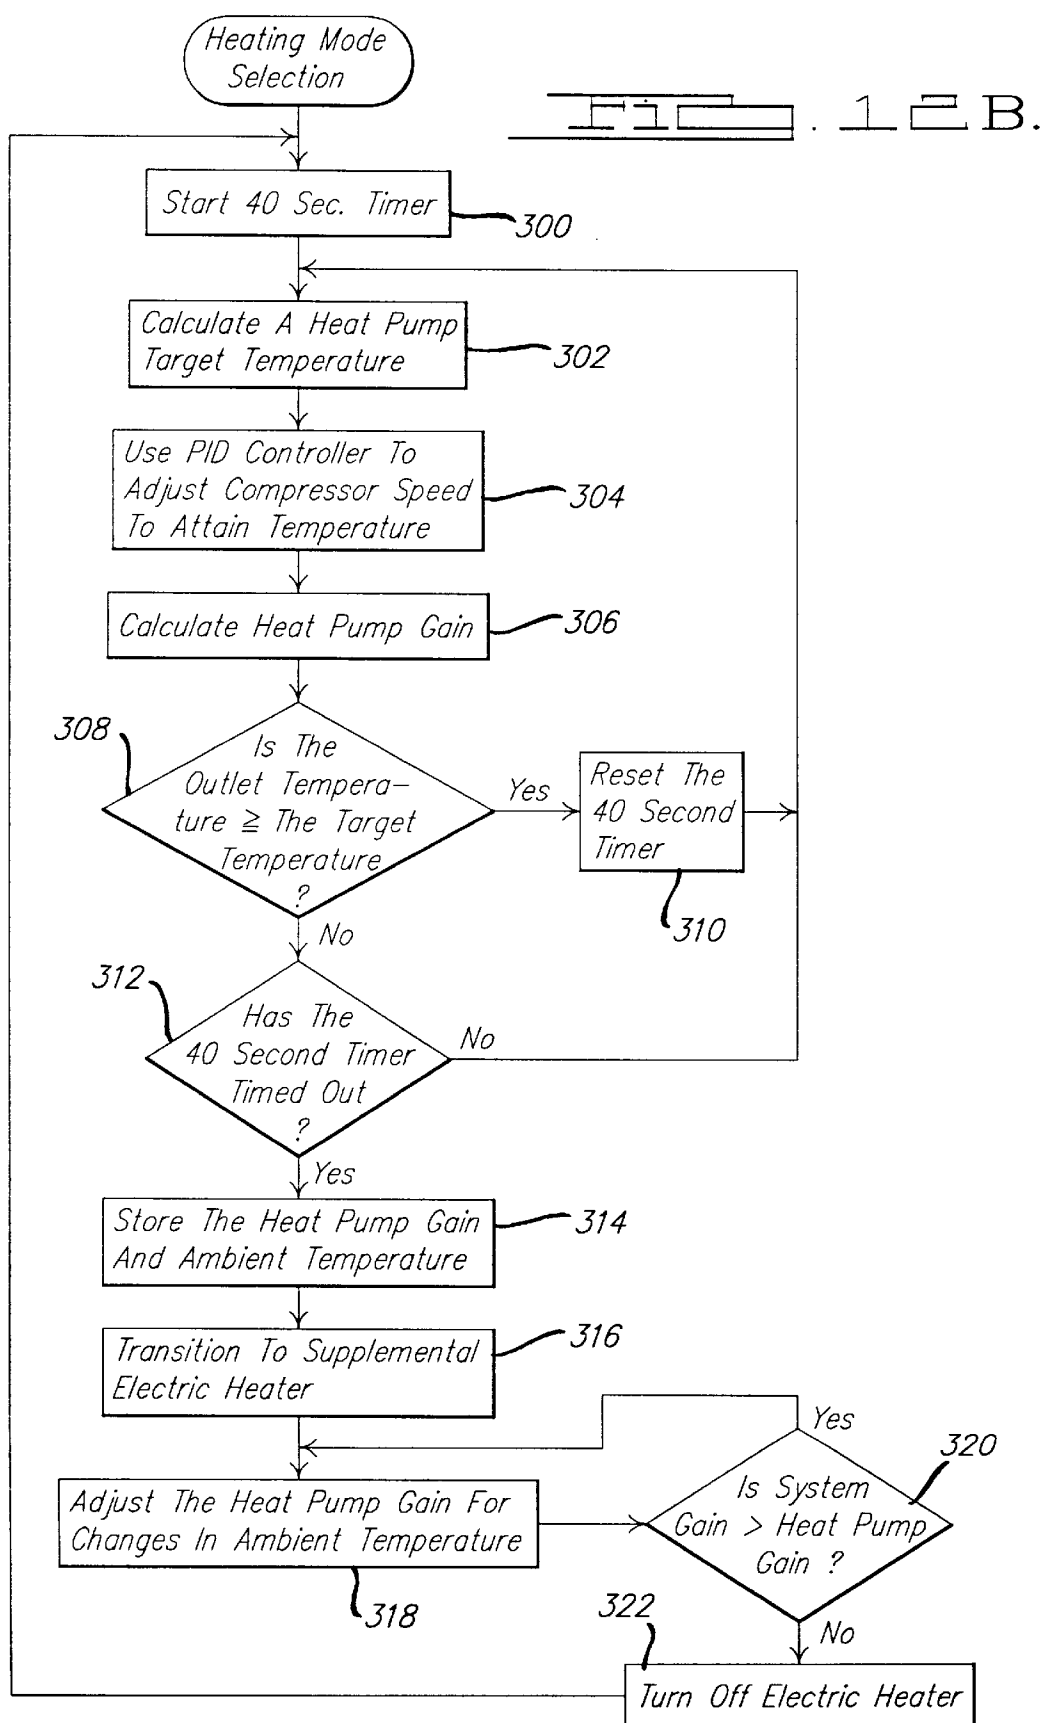 Heating Mode
Selection
FIG. 12B.
Start 40 Sec. Timer
300
Calculate A Heat Pump
Target Temperature
302
Use PID Controller To
Adjust Compressor Speed
To Attain Temperature
304
Calculate Heat Pump Gain
306
308
Is The
Outlet Tempera-
ture ≧ The Target
Temperature
?
Yes
Reset The
40 Second
Timer
310
No
312
Has The
40 Second Timer
Timed Out
?
No
Yes
Store The Heat Pump Gain
And Ambient Temperature
314
Transition To Supplemental
Electric Heater
316
Adjust The Heat Pump Gain For
Changes In Ambient Temperature
318
Yes
320
Is System
Gain > Heat Pump
Gain ?
No
322
Turn Off Electric Heater